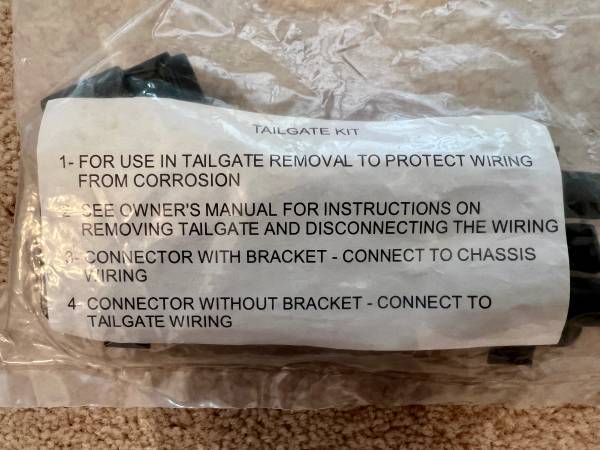 TAILGATE KIT
1- FOR USE IN TAILGATE REMOVAL TO PROTECT WIRING
FROM CORROSION
2- SEE OWNER'S MANUAL FOR INSTRUCTIONS ON
REMOVING TAILGATE AND DISCONNECTING THE WIRING
3- CONNECTOR WITH BRACKET - CONNECT TO CHASSIS
WIRING
4- CONNECTOR WITHOUT BRACKET - CONNECT TO
TAILGATE WIRING